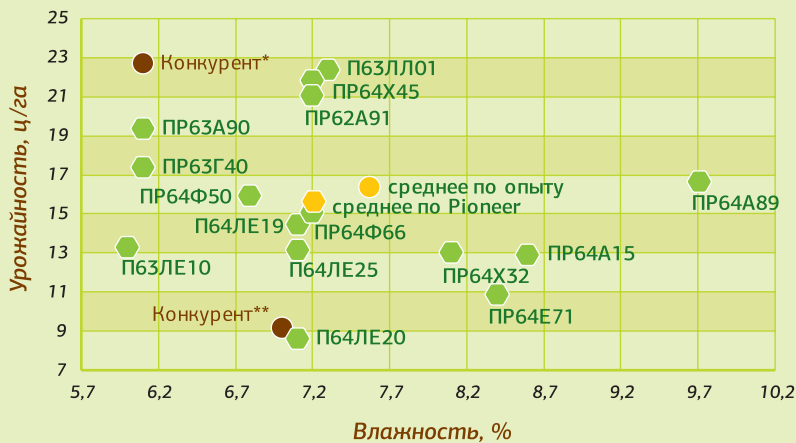 25
23
21
19
17
15
13
11
9
7
Урожайность, ц/га
Конкурент*
П63ЛЛ01
ПР64Х45
ПР62А91
ПР63А90
ПР63Г40
ПР64Ф50
среднее по опыту
среднее по Pioneer
ПР64А89
П64ЛЕ19
ПР64Ф66
П63ЛЕ10
П64ЛЕ25
ПР64Х32
ПР64А15
Конкурент**
ПР64Е71
П64ЛЕ20
5,7 6,2 6,7 7,2 7,7 8,2 8,7 9,2 9,7 10,2
Влажность, %